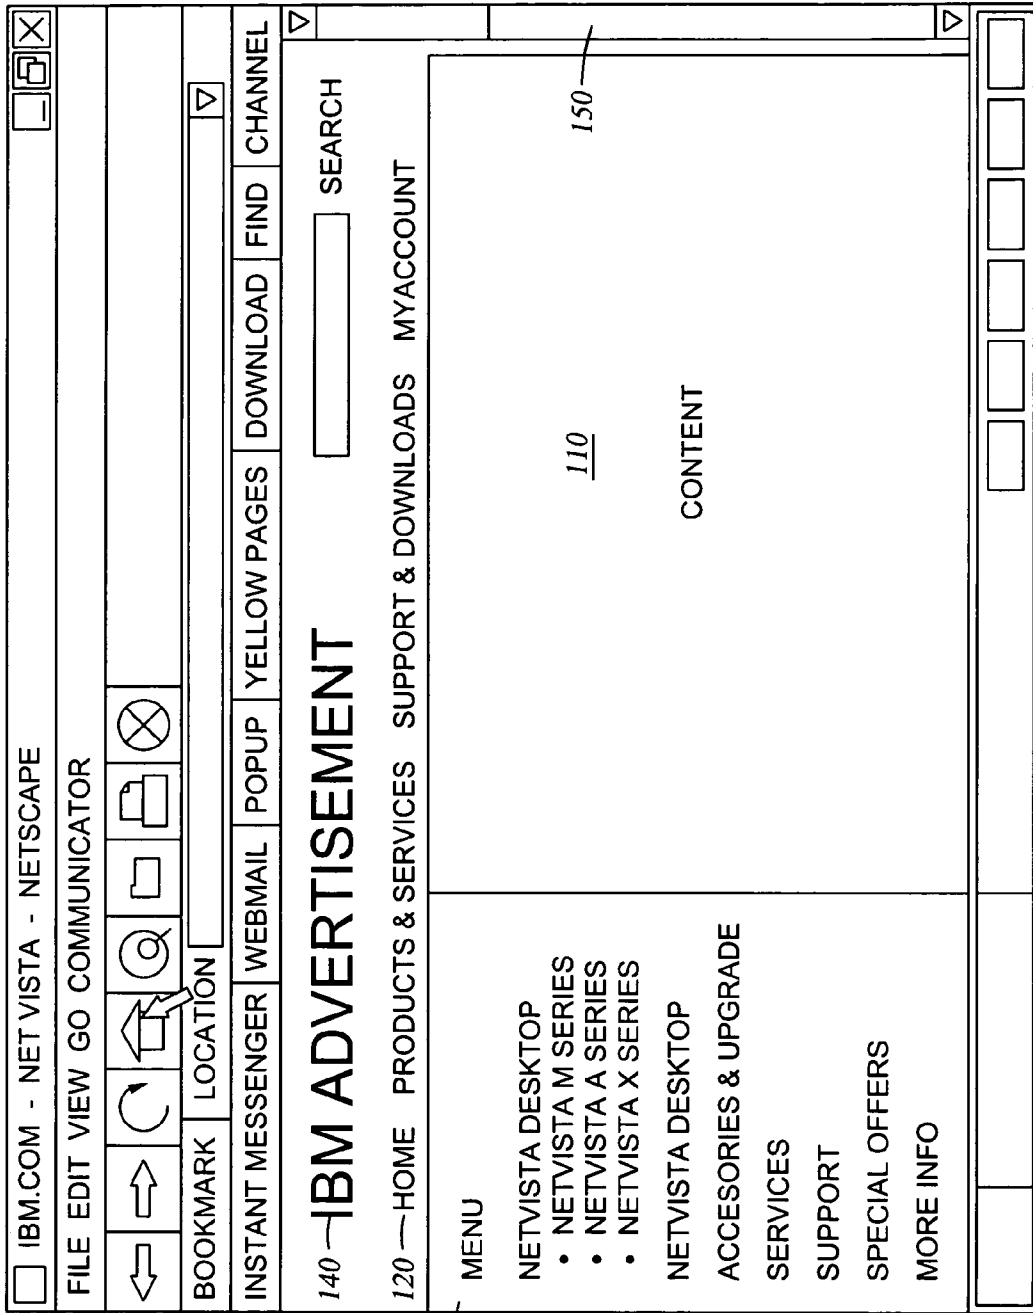 IBM.COM - NET VISTA - NETSCAPE
FILE EDIT VIEW GO COMMUNICATOR
BOOKMARK LOCATION
INSTANT MESSENGER WEBMAIL POPUP YELLOW PAGES DOWNLOAD FIND CHANNEL
140 IBM ADVERTISEMENT SEARCH
120 HOME PRODUCTS & SERVICES SUPPORT & DOWNLOADS MYACCOUNT
MENU
NETVISTA DESKTOP
• NETVISTA M SERIES
• NETVISTA A SERIES
• NETVISTA X SERIES
NETVISTA DESKTOP
ACCESORIES & UPGRADE
SERVICES
SUPPORT
SPECIAL OFFERS
MORE INFO
110
CONTENT
150